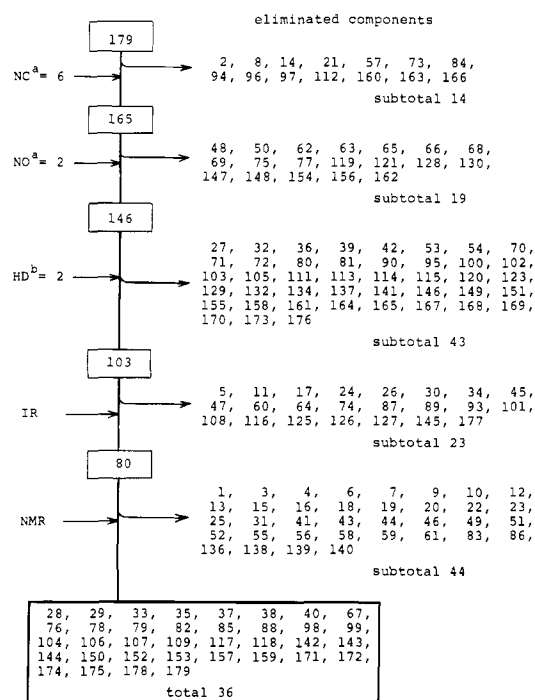 eliminated components
179
NCa= 6
2, 8, 14, 21, 57, 73, 84,
94, 96, 97, 112, 160, 163, 166
subtotal 14
165
NOa= 2
48, 50, 62, 63, 65, 66, 68,
69, 75, 77, 119, 121, 128, 130,
147, 148, 154, 156, 162
subtotal 19
146
HDb= 2
27, 32, 36, 39, 42, 53, 54, 70,
71, 72, 80, 81, 90, 95, 100, 102,
103, 105, 111, 113, 114, 115, 120, 123,
129, 132, 134, 137, 141, 146, 149, 151,
155, 158, 161, 164, 165, 167, 168, 169,
170, 173, 176
subtotal 43
103
IR
5, 11, 17, 24, 26, 30, 34, 45,
47, 60, 64, 74, 87, 89, 93, 101,
108, 116, 125, 126, 127, 145, 177
subtotal 23
80
NMR
1, 3, 4, 6, 7, 9, 10, 12,
13, 15, 16, 18, 19, 20, 22, 23,
25, 31, 41, 43, 44, 46, 49, 51,
52, 55, 56, 58, 59, 61, 83, 86,
136, 138, 139, 140
subtotal 44
28, 29, 33, 35, 37, 38, 40, 67,
76, 78, 79, 82, 85, 88, 98, 99,
104, 106, 107, 109, 117, 118, 142, 143,
144, 150, 152, 153, 157, 159, 171, 172,
174, 175, 178, 179
total 36